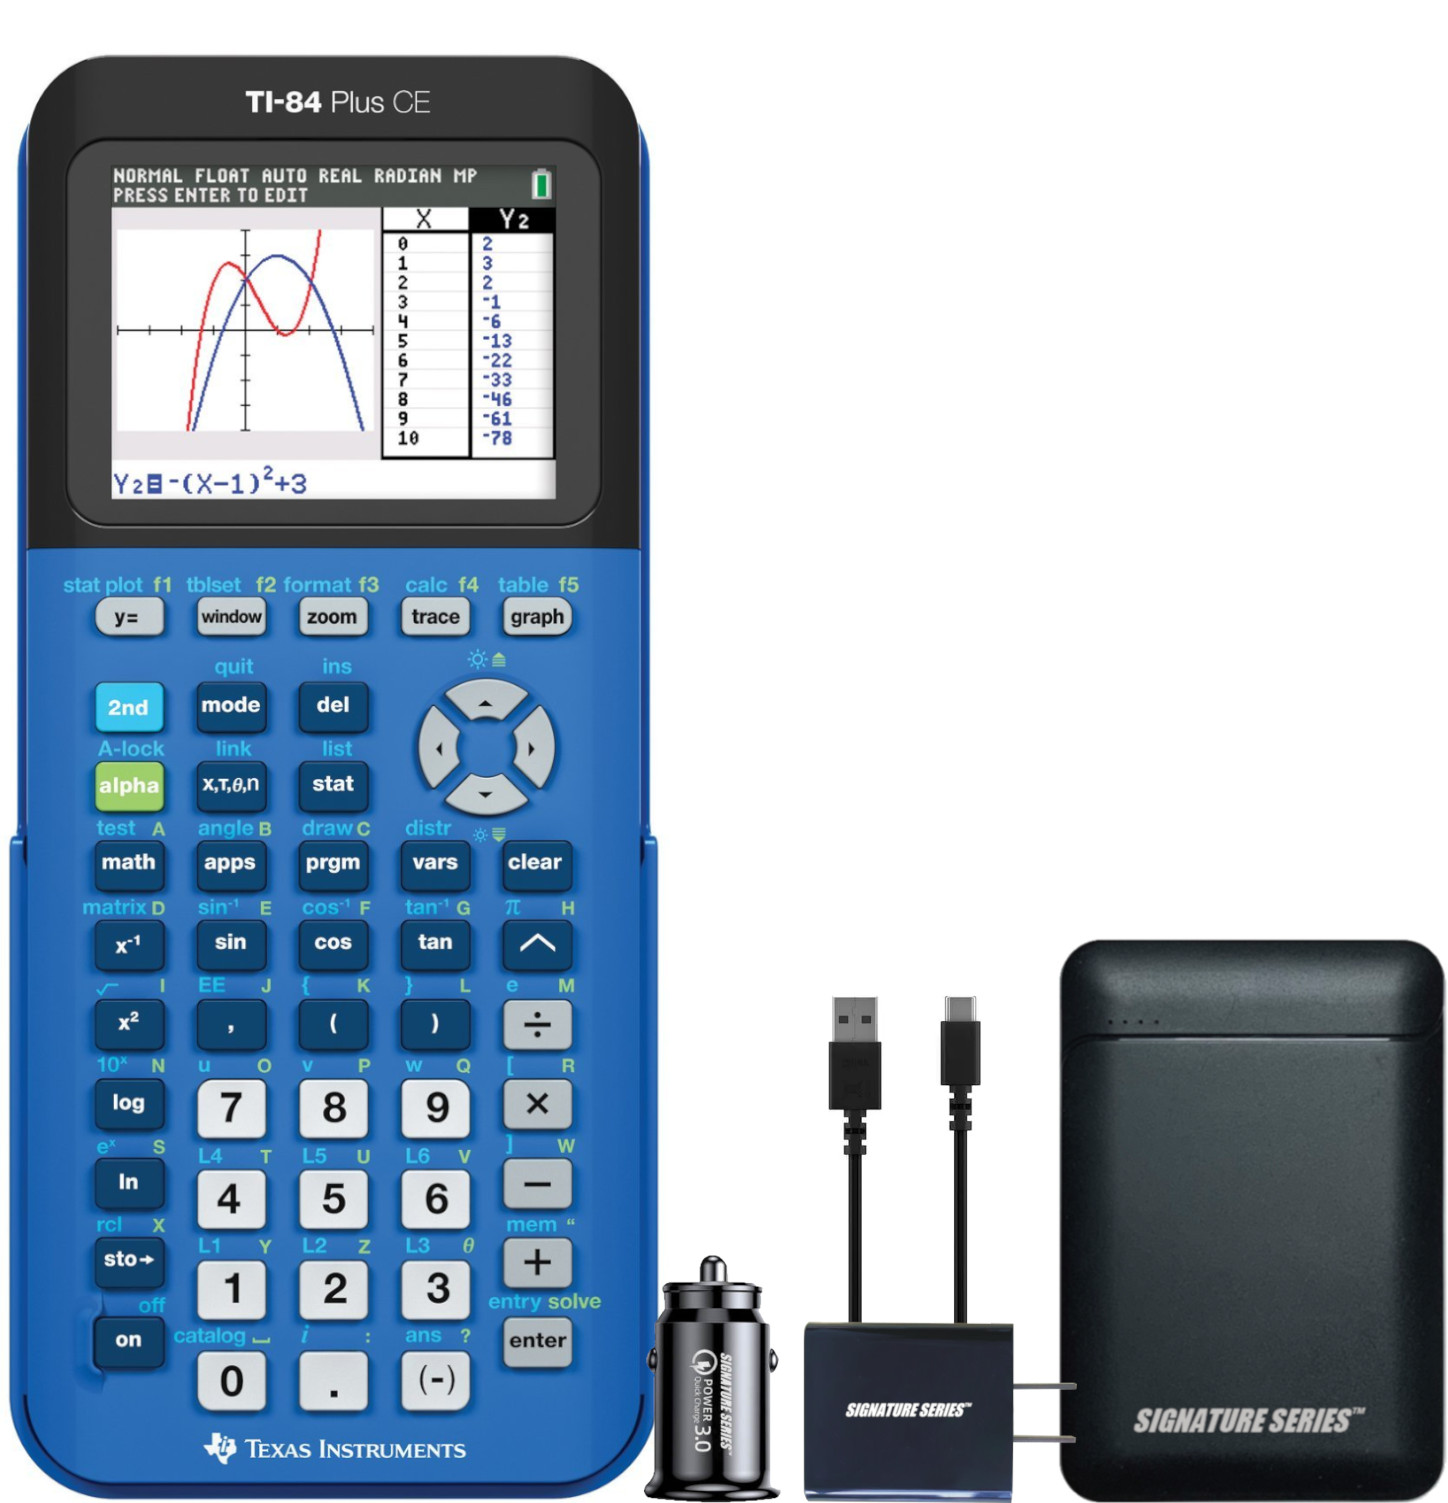 TI-84 Plus CE
NORMAL FLOAT AUTO REAL RADIAN MP
PRESS ENTER TO EDIT
X Y2
0 2
1 3
2 2
3 -1
4 -6
5 -13
6 -22
7 -33
8 -46
9 -61
10 -78
Y2=-(X-1)²+3
stat plot f1 tblset f2 format f3 calc f4 table f5
y= window zoom trace graph
quit ins
2nd mode del
A-lock link list
alpha X,T,θ,n stat
test A angle B draw C distr
math apps prgm vars clear
matrix D sin⁻¹ E cos⁻¹ F tan⁻¹ G π H
x⁻¹ sin cos tan ^
√ I EE J { K } L e M
x² , ( ) ÷
10ˣ N u O v P w Q [ R
log 7 8 9 ×
eˣ S L4 T L5 U L6 V ] W
ln 4 5 6 −
rcl X L1 Y L2 Z L3 θ mem “
sto→ 1 2 3 +
off catalog ⎵ i : ans ? entry solve
on 0 . (-) enter
TEXAS INSTRUMENTS
SIGNATURE SERIES™
POWER 3.0
Quick Charge
SIGNATURE SERIES™
SIGNATURE SERIES™